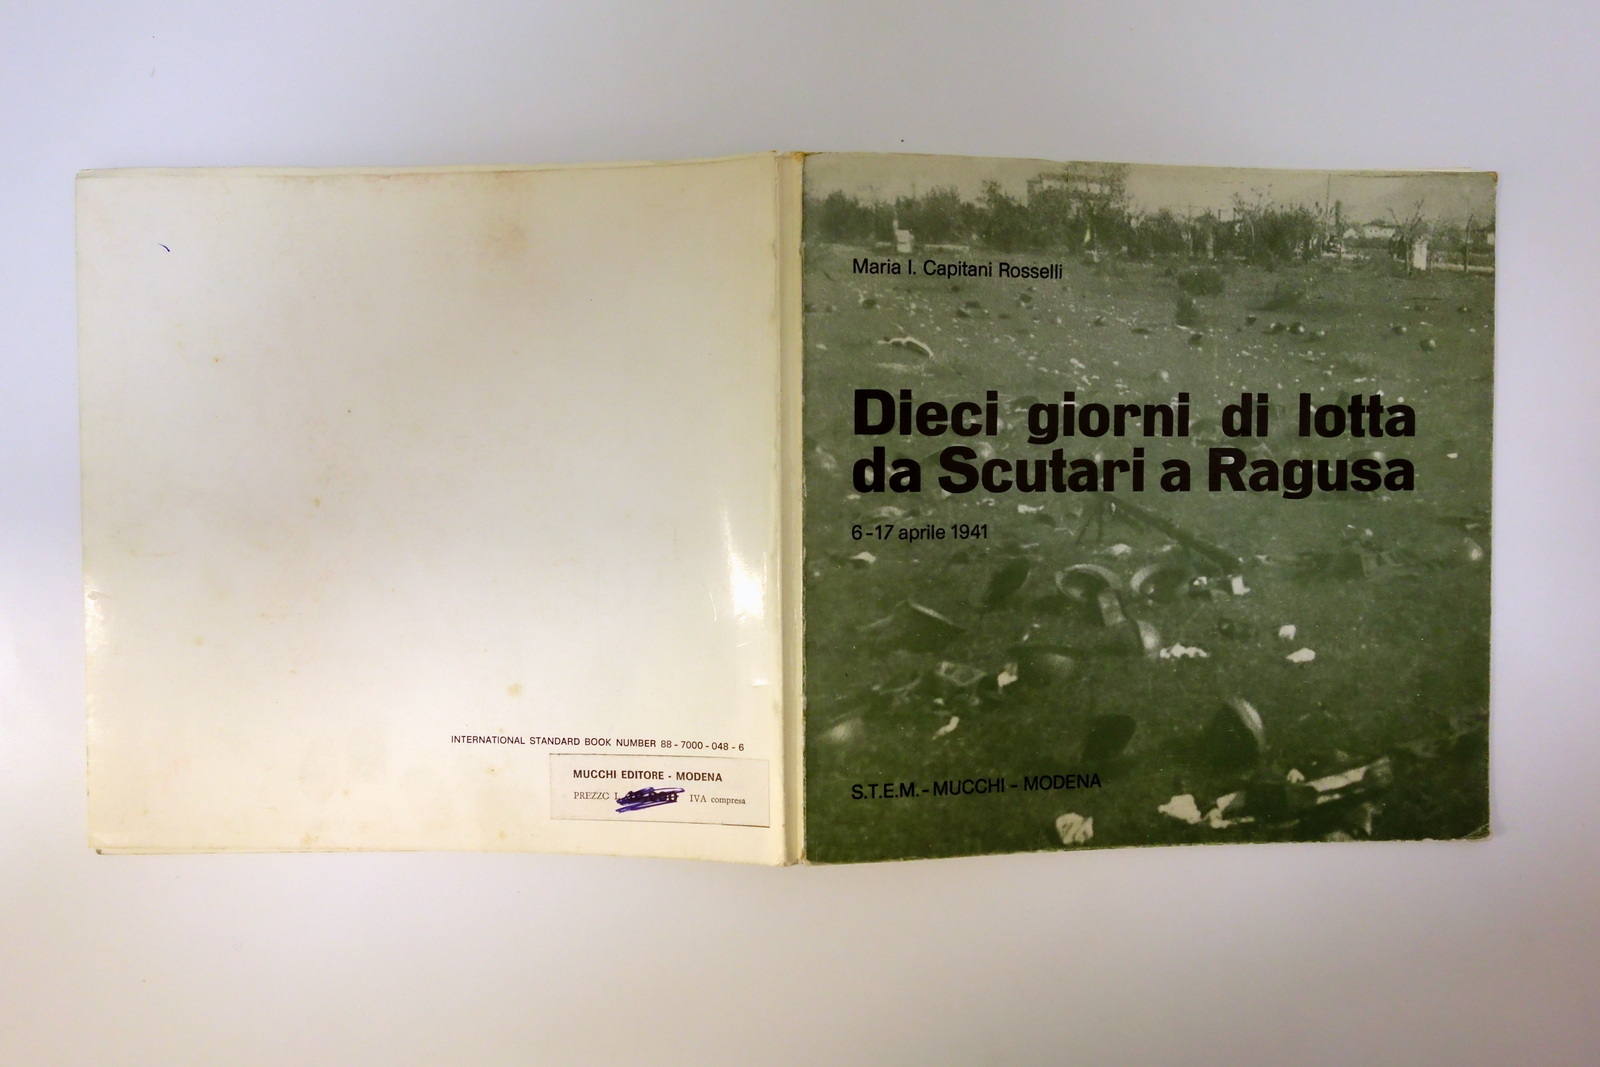 Maria I. Capitani Rosselli
Dieci giorni di lotta
da Scutari a Ragusa
6-17 aprile 1941
S.T.E.M. - MUCCHI - MODENA
INTERNATIONAL STANDARD BOOK NUMBER 88 - 7000 - 048 - 6
MUCCHI EDITORE - MODENA
PREZZO L. IVA compresa